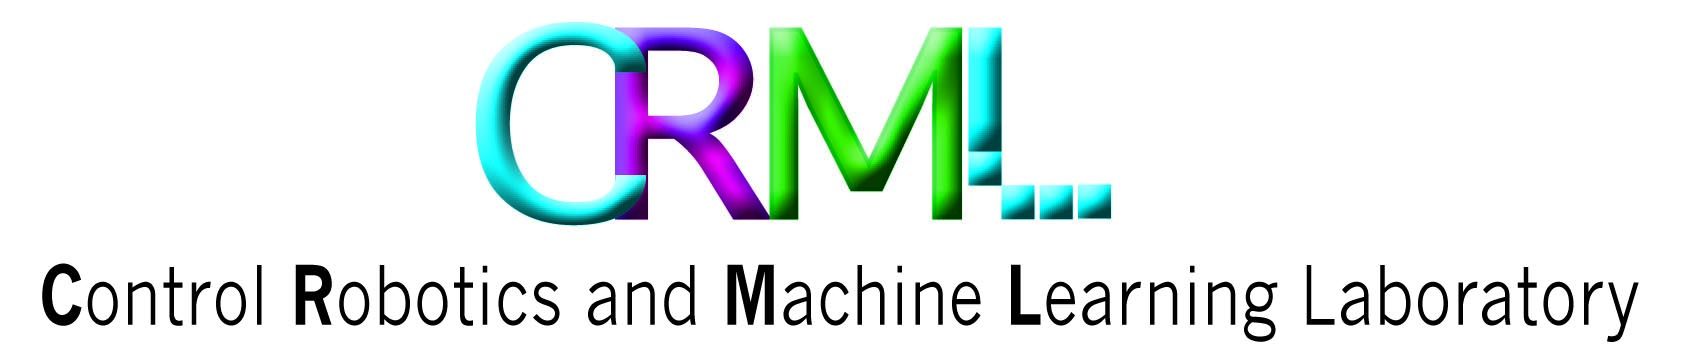 CRML
Control Robotics and Machine Learning Laboratory